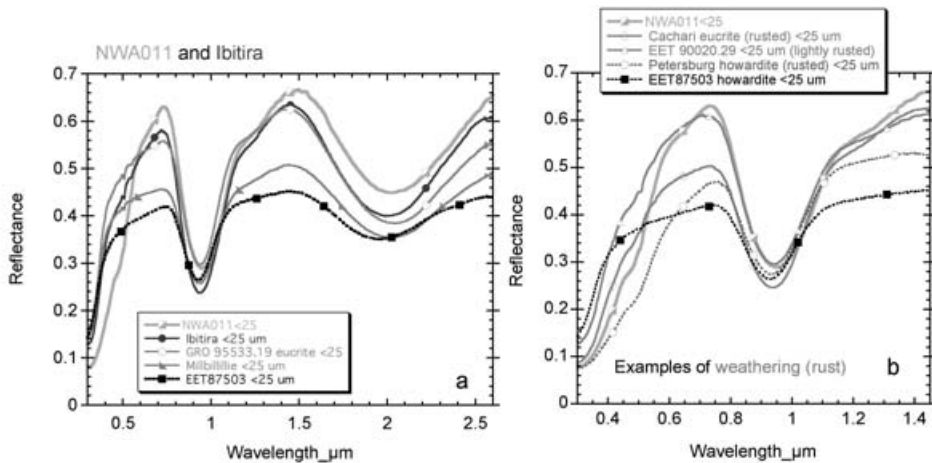 NWA011 and Ibitira
0.7
0.6
0.5
0.4
0.3
0.2
0.1
0
Reflectance
NWA011<25
Ibitira <25 um
GRO 95533,19 eucrite <25
Millbillillie <25 um
EET87503 <25 um
a
0.5
1
1.5
2
2.5
Wavelength_µm
NWA011<25
Cachari eucrite (rusted) <25 um
EET 90020.29 <25 um (lightly rusted)
Petersburg howardite (rusted) <25 um
EET87503 howardite <25 um
0.7
0.6
0.5
0.4
0.3
0.2
0.1
0
Reflectance
Examples of weathering (rust)
b
0.4
0.6
0.8
1
1.2
1.4
Wavelength_µm